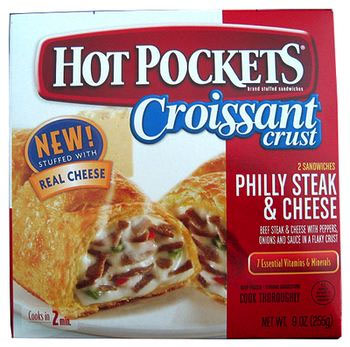 HOT POCKETS®
brand stuffed sandwiches
Croissant
crust
NEW!
STUFFED WITH
REAL CHEESE
2 SANDWICHES
PHILLY STEAK
& CHEESE
BEEF STEAK & CHEESE WITH PEPPERS,
ONIONS AND SAUCE IN A FLAKY CRUST
7 Essential Vitamins & Minerals
COOK THOROUGHLY
Cooks in 2 min.
NET WT. 9 OZ (255g)